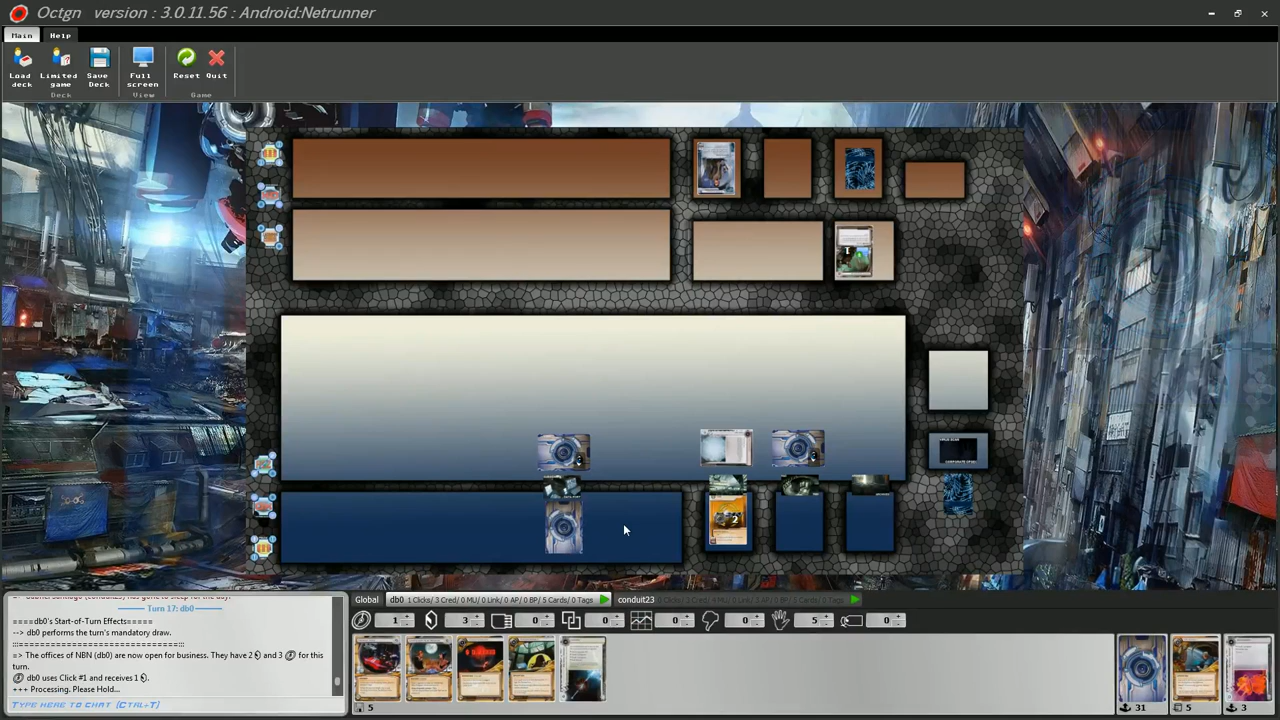 Octgn version : 3.0.11.56 : Android:Netrunner
Main Help
Load deck
Limited game
Save Deck
Full screen
Reset
Quit
Deck
View
Game
Turn 17: db0
====db0's Start-of-Turn Effects====
--> db0 performs the turn's mandatory draw.
=> The offices of NBN (db0) are now open for business. They have 2 and 3 for this
turn.
db0 uses Click #1 and receives 1.
+++ Processing. Please Hold...
Type here to chat (Ctrl+T)
Global
db0 1 Clicks/ 3 Cred/ 0 MU/ 0 Link/ 0 AP/ 0 BP/ 5 Cards/ 0 Tags
conduit23
1 3 0 0 0 0 5 0
5
31
5
3
2